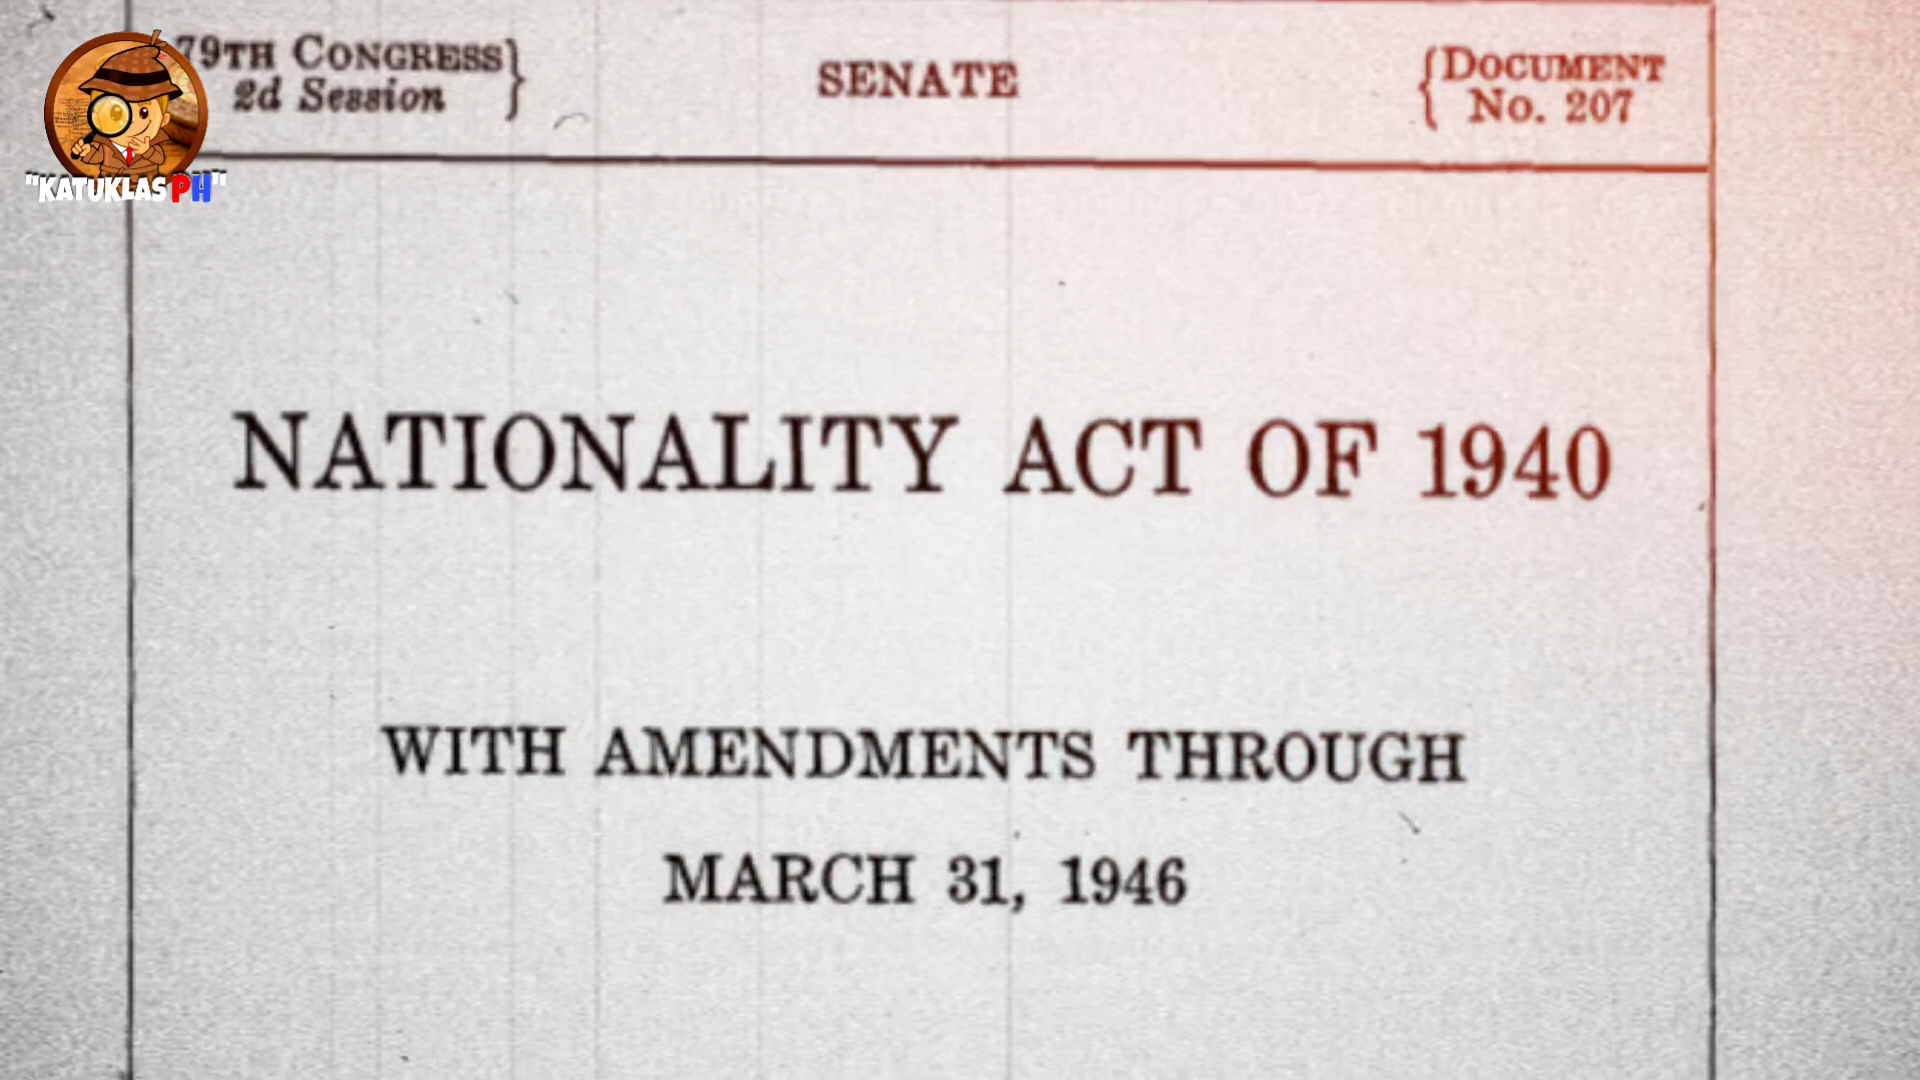 79TH CONGRESS
2d Session
SENATE
DOCUMENT
No. 207
"KATUKLAS PH"
NATIONALITY ACT OF 1940
WITH AMENDMENTS THROUGH
MARCH 31, 1946